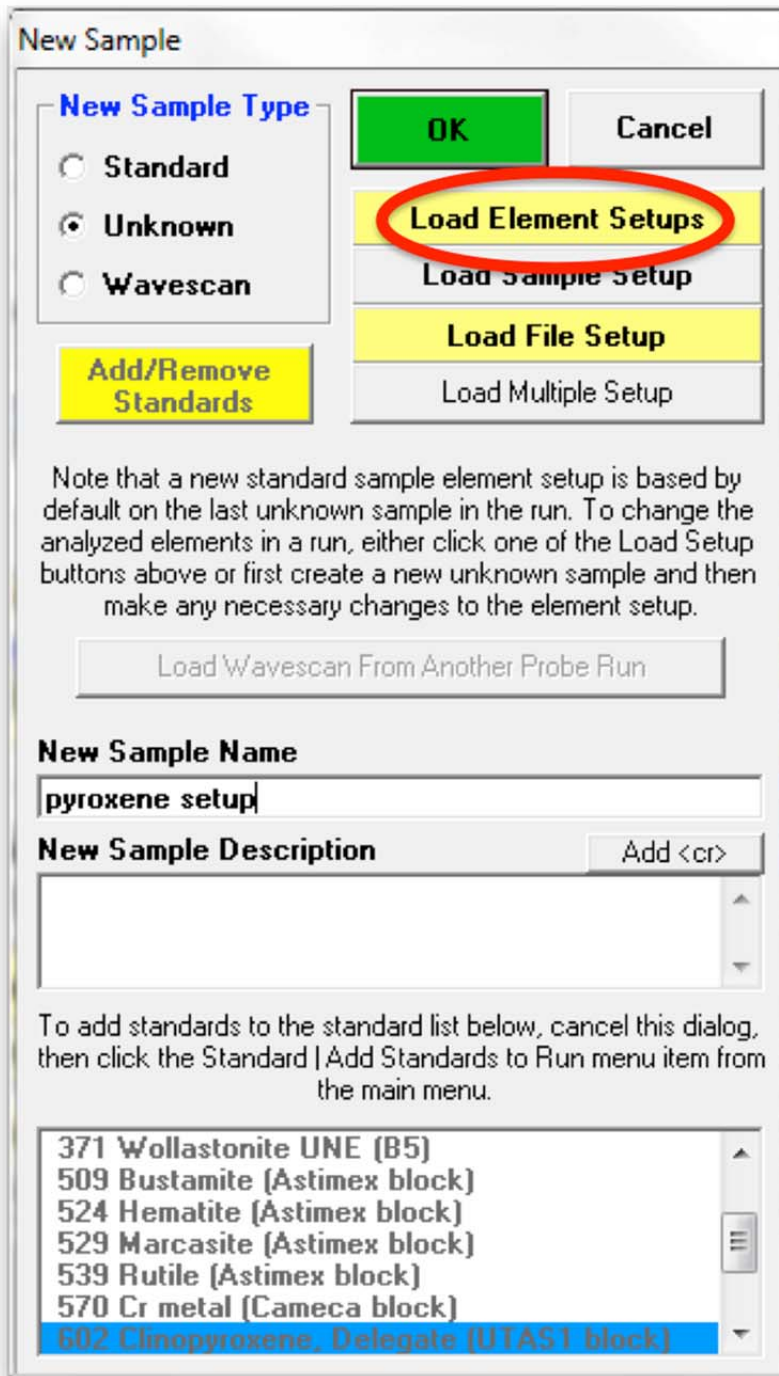 New Sample
New Sample Type
Standard
Unknown
Wavescan
OK
Cancel
Load Element Setups
Load Sample Setup
Load File Setup
Load Multiple Setup
Add/Remove
Standards
Note that a new standard sample element setup is based by
default on the last unknown sample in the run. To change the
analyzed elements in a run, either click one of the Load Setup
buttons above or first create a new unknown sample and then
make any necessary changes to the element setup.
Load Wavescan From Another Probe Run
New Sample Name
pyroxene setup
New Sample Description
Add <cr>
To add standards to the standard list below, cancel this dialog,
then click the Standard | Add Standards to Run menu item from
the main menu.
371 Wollastonite UNE (B5)
509 Bustamite (Astimex block)
524 Hematite (Astimex block)
529 Marcasite (Astimex block)
539 Rutile (Astimex block)
570 Cr metal (Cameca block)
602 Clinopyroxene, Delegate (UTAS1 block)